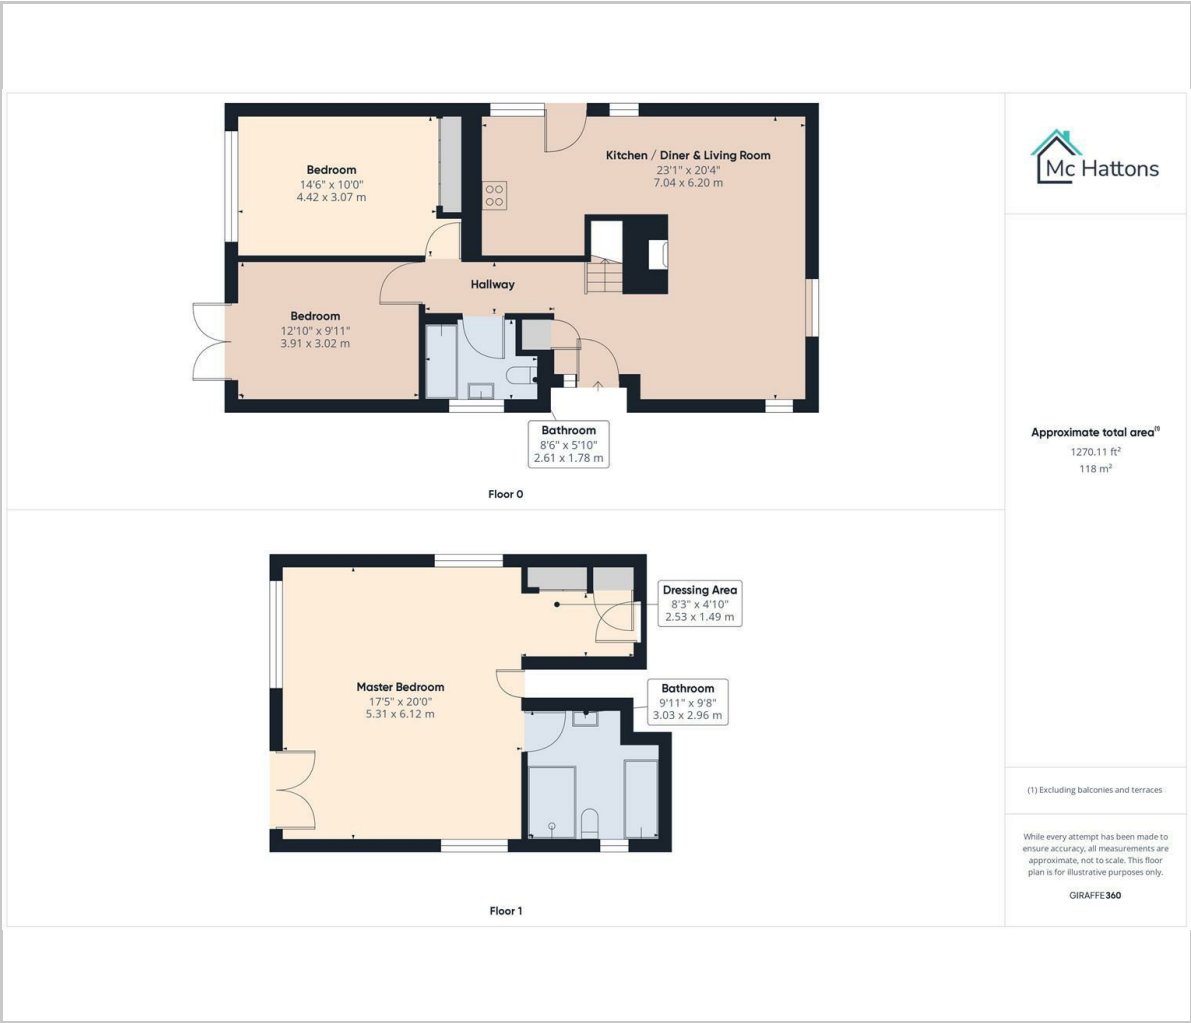 Bedroom
14'6" x 10'0"
4.42 x 3.07 m
Kitchen / Diner & Living Room
23'1" x 20'4"
7.04 x 6.20 m
Hallway
Bedroom
12'10" x 9'11"
3.91 x 3.02 m
Bathroom
8'6" x 5'10"
2.61 x 1.78 m
Floor 0
Dressing Area
8'3" x 4'10"
2.53 x 1.49 m
Master Bedroom
17'5" x 20'0"
5.31 x 6.12 m
Bathroom
9'11" x 9'8"
3.03 x 2.96 m
Floor 1
Mc Hattons
Approximate total area⁽¹⁾
1270.11 ft²
118 m²
(1) Excluding balconies and terraces
While every attempt has been made to
ensure accuracy, all measurements are
approximate, not to scale. This floor
plan is for illustrative purposes only.
GIRAFFE360